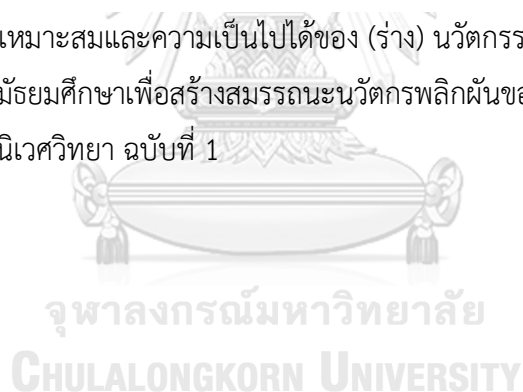 เหมาะสมและความเป็นไปได้ของ (ร่าง) นวัตกรร
มัธยมศึกษาเพื่อสร้างสมรรถนะนวัตกรพลิกผันขอ
นิเวศวิทยา ฉบับที่ 1
จุฬาลงกรณ์มหาวิทยาลัย
CHULALONGKORN UNIVERSITY